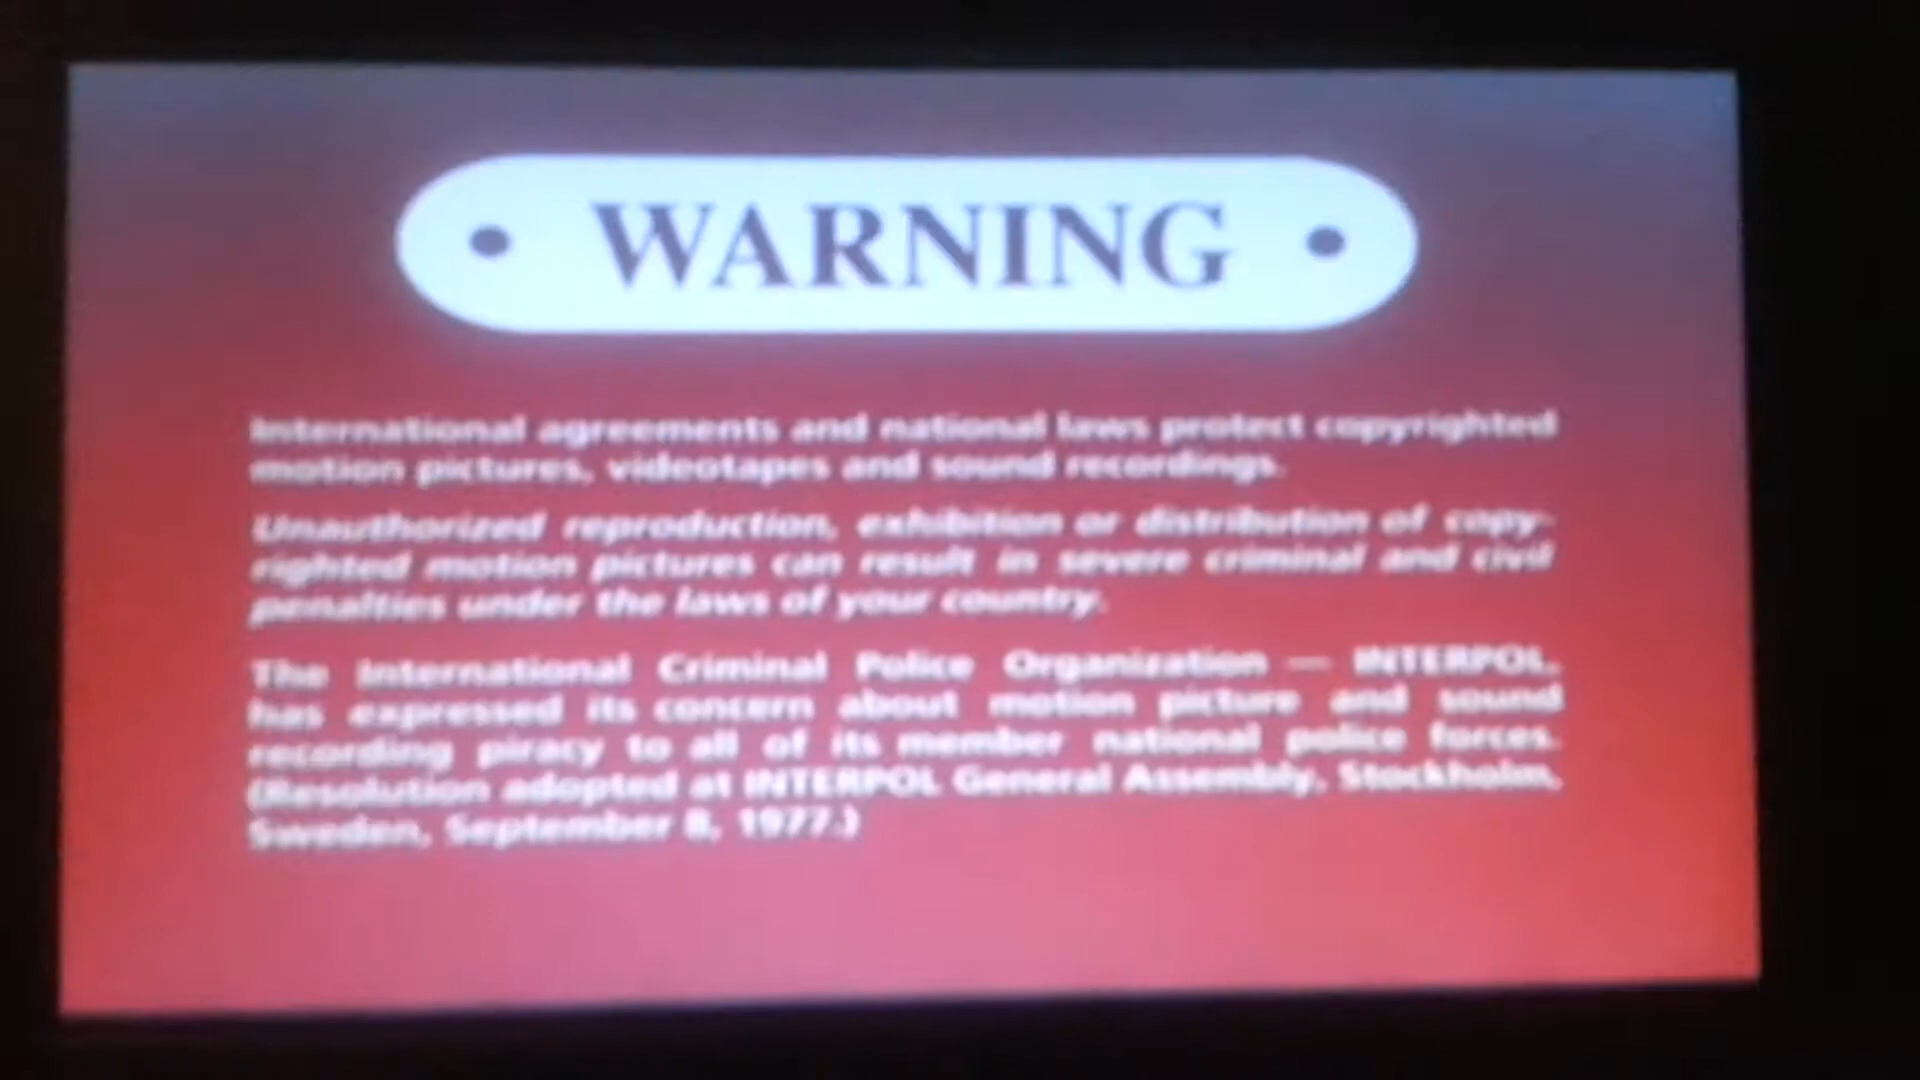 WARNING
International agreements and national laws protect copyrighted
motion pictures, videotapes and sound recordings.
Unauthorized reproduction, exhibition or distribution of copy-
righted motion pictures can result in severe criminal and civil
penalties under the laws of your country.
The International Criminal Police Organization — INTERPOL,
has expressed its concern about motion picture and sound
recording piracy to all of its member national police forces.
(Resolution adopted at INTERPOL General Assembly, Stockholm,
Sweden, September 8, 1977.)